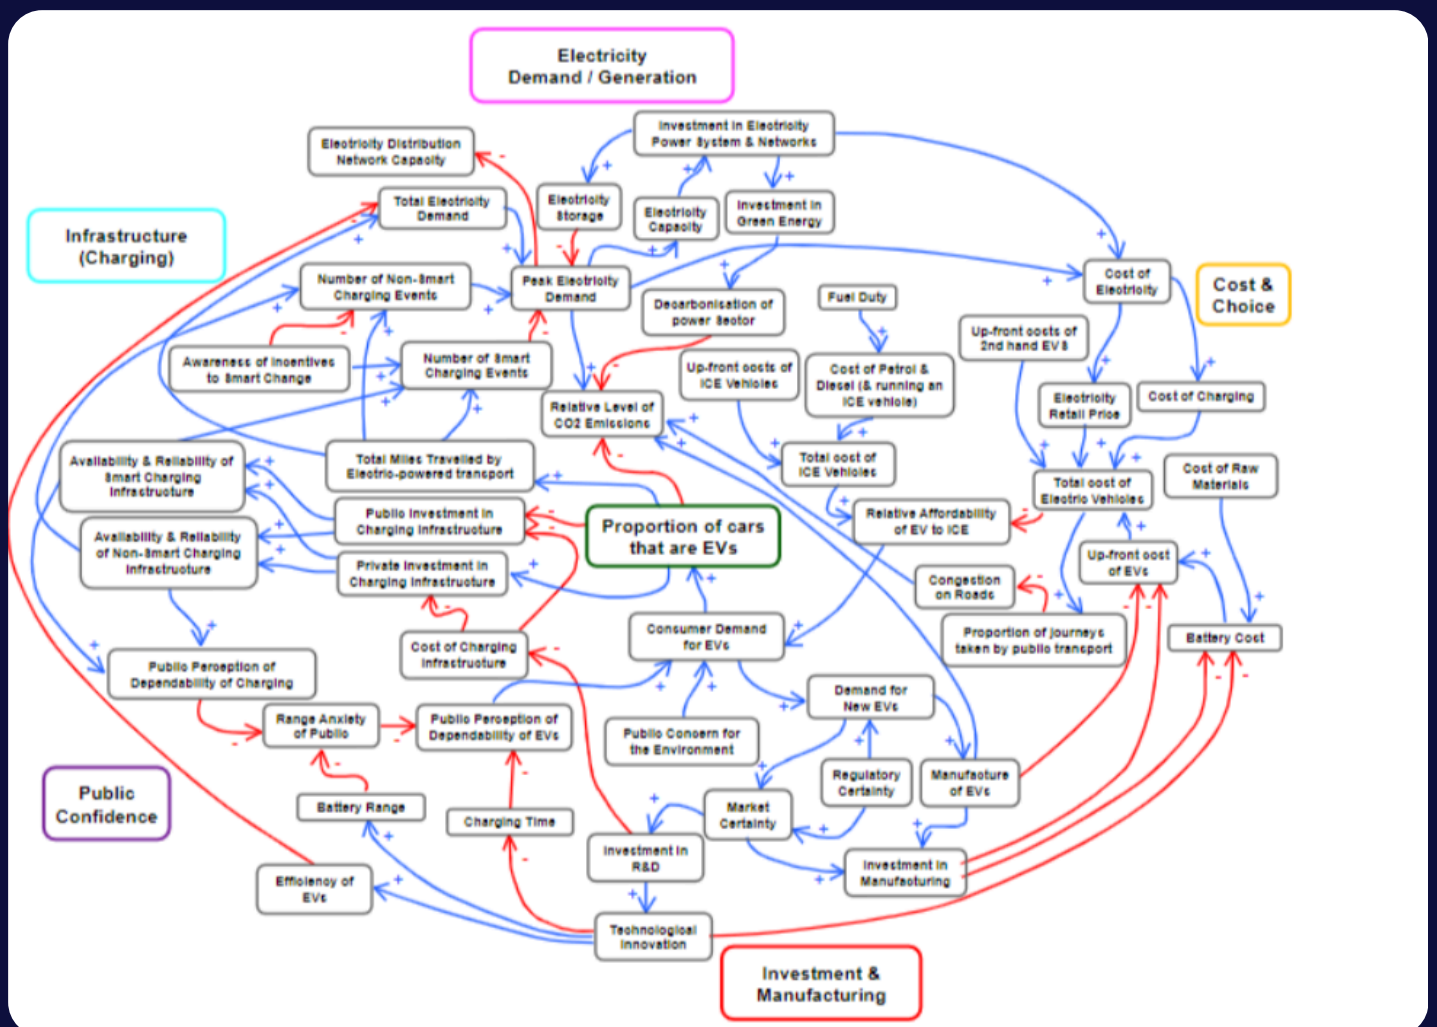 Electricity
Demand / Generation
Investment in Electricity
Power System & Networks
Electricity Distribution
Network Capacity
Total Electricity
Demand
Electricity
Storage
Electricity
Capacity
Investment in
Green Energy
Infrastructure
(Charging)
Number of Non-Smart
Charging Events
Peak Electricity
Demand
Decarbonisation of
power Sector
Fuel Duty
Cost of
Electricity
Cost &
Choice
Awareness of Incentives
to Smart Change
Number of Smart
Charging Events
Up-front costs of
ICE Vehicles
Cost of Petrol &
Diesel (& running an
ICE vehicle)
Up-front costs of
2nd hand EVS
Relative Level of
CO2 Emissions
Electricity
Retail Price
Cost of Charging
Availability & Reliability of
Smart Charging
Infrastructure
Total Miles Travelled by
Electric-powered transport
Total cost of
ICE Vehicles
Total cost of
Electric Vehicles
Cost of Raw
Materials
Availability & Reliability
of Non-Smart Charging
Infrastructure
Public Investment in
Charging Infrastructure
Proportion of cars
that are EVs
Relative Affordability
of EV to ICE
Private Investment in
Charging Infrastructure
Up-front cost
of EVs
Congestion
on Roads
Consumer Demand
for EVs
Proportion of journeys
taken by public transport
Battery Cost
Cost of Charging
Infrastructure
Public Perception of
Dependability of Charging
Demand for
New EVs
Range Anxiety
of Public
Public Perception of
Dependability of EVs
Public Concern for
the Environment
Public
Confidence
Battery Range
Charging Time
Market
Certainty
Regulatory
Certainty
Manufacture
of EVs
Investment in
R&D
Investment in
Manufacturing
Efficiency of
EVs
Technological
Innovation
Investment &
Manufacturing